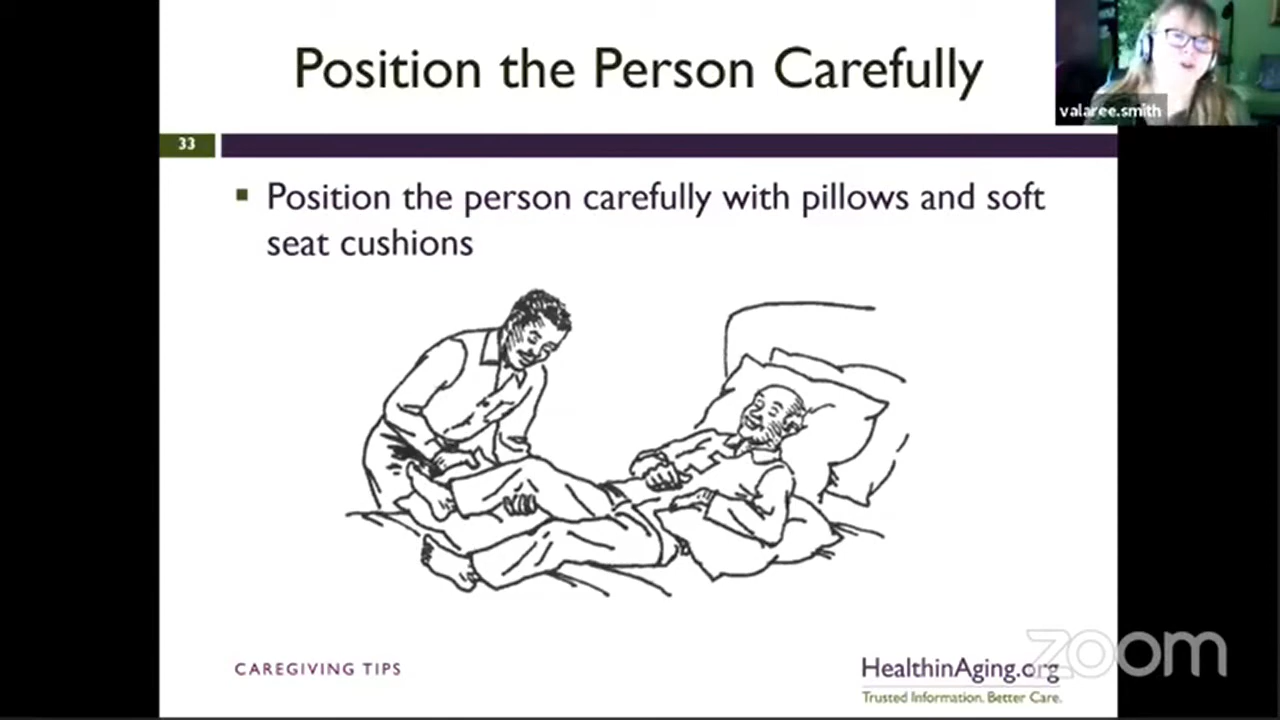 Position the Person Carefully
valaree.smith
33
▪ Position the person carefully with pillows and soft
seat cushions
CAREGIVING TIPS
HealthinAging.org
Trusted Information. Better Care.
zoom